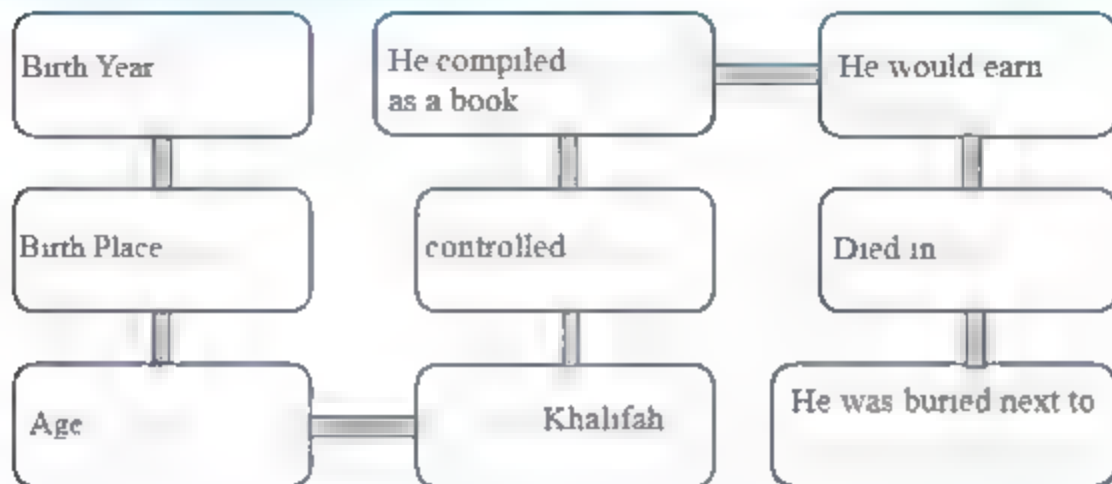 Birth Year
Birth Place
Age
Khalifah
controlled
He compiled
as a book
He would earn
Died in
He was buried next to